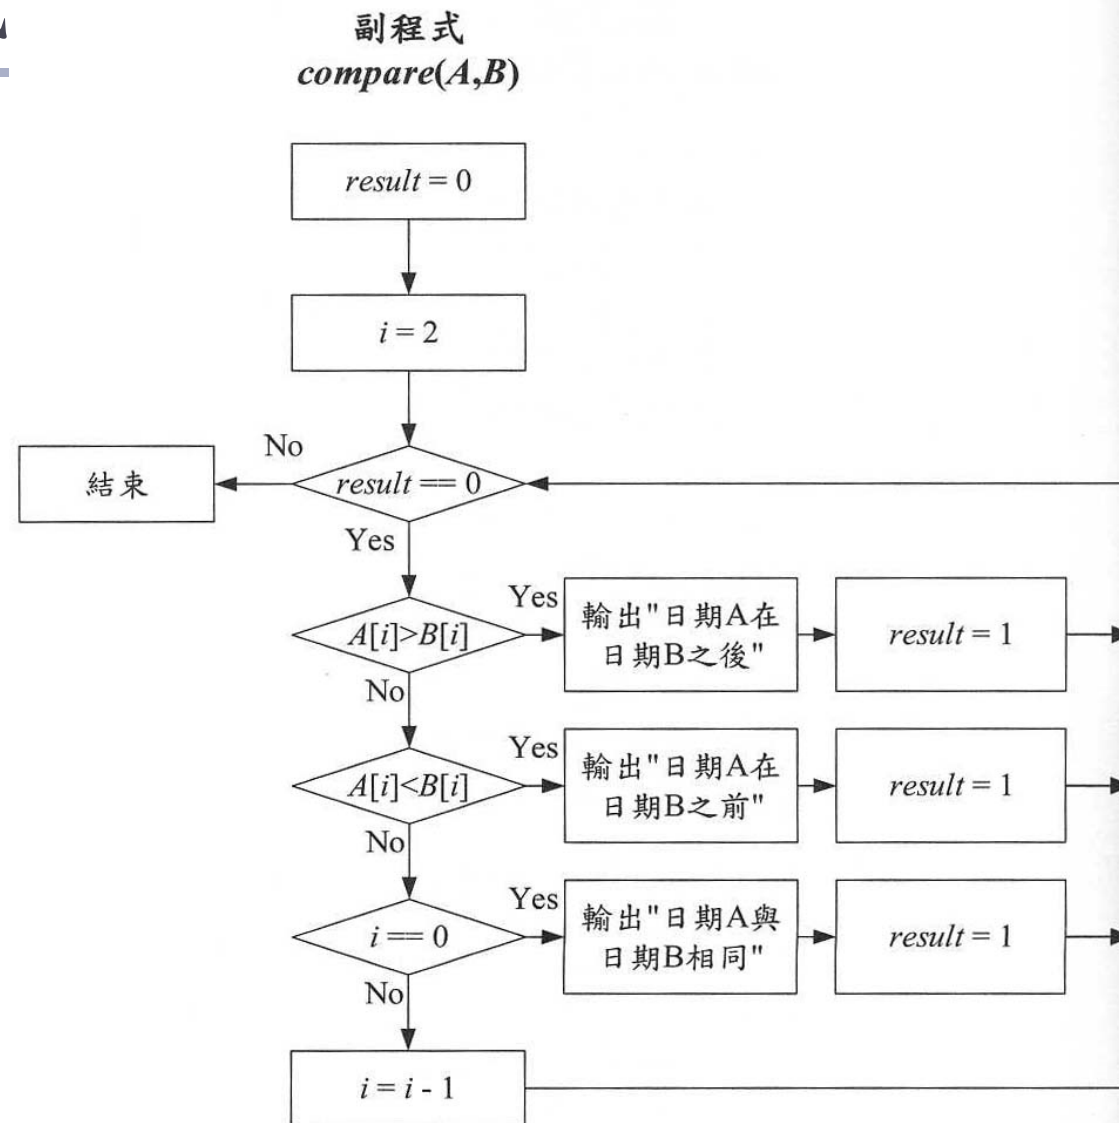 副程式
compare(A,B)
result = 0
i = 2
No
結束
result == 0
Yes
A[i]>B[i]
Yes
輸出"日期A在
日期B之後"
result = 1
No
A[i]<B[i]
Yes
輸出"日期A在
日期B之前"
result = 1
No
i == 0
Yes
輸出"日期A與
日期B相同"
result = 1
No
i = i - 1